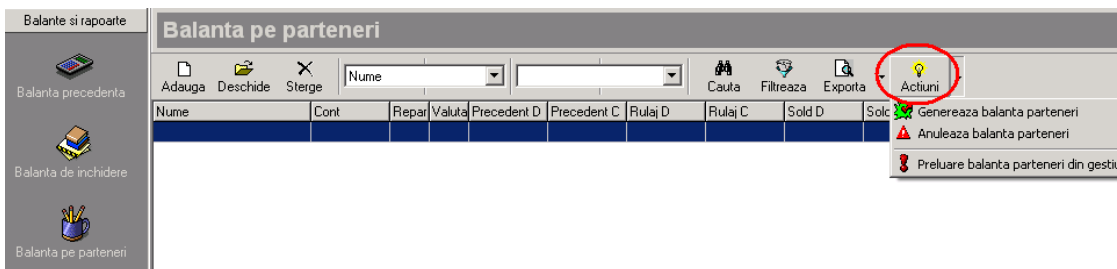 Balante si rapoarte
Balanta pe parteneri
Adauga Deschide Sterge Nume Cauta Filtreaza Exporta Actiuni
Balanta precedenta
Nume Cont Repar Valuta Precedent D Precedent C Rulaj D Rulaj C Sold D Sold
Genereaza balanta parteneri
Anuleaza balanta parteneri
Preluare balanta parteneri din gestiu
Balanta de inchidere
Balanta pe parteneri